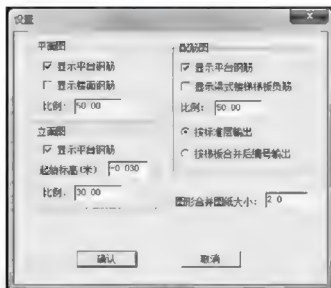 设置
平面图
显示平台钢筋
显示楼面钢筋
比例: 50.00
立面图
显示平台钢筋
起始标高(米) -0.030
比例: 30.00
配筋图
显示平台钢筋
显示梁式楼梯梯板负筋
比例: 50.00
按标准层输出
按梯板合并后编号输出
图形合并图纸大小: 2.0
确认
取消